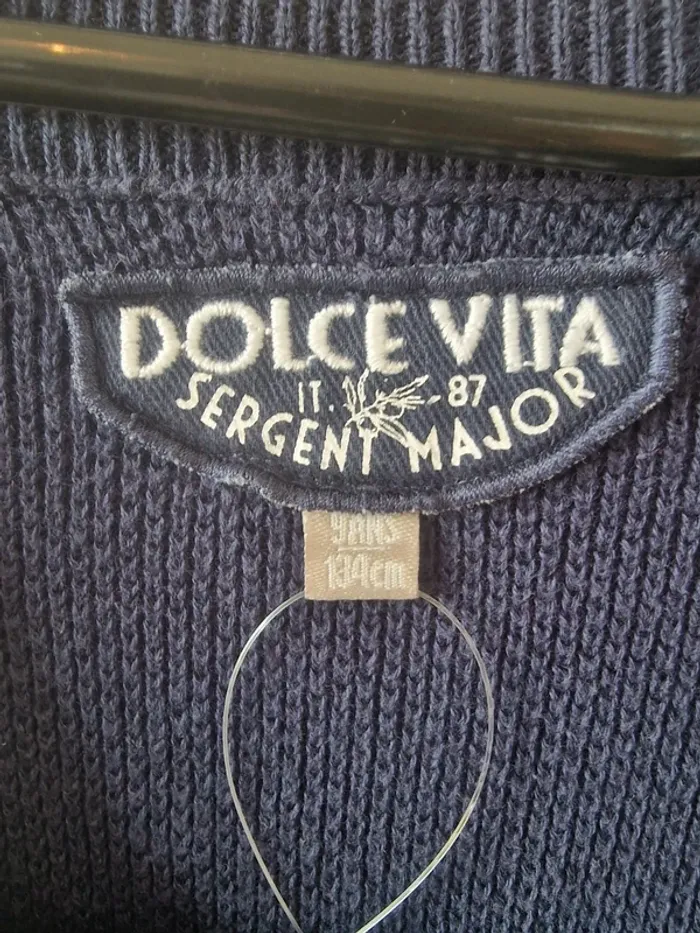 DOLCE VITA
IT. 87
SERGENT MAJOR
9ANS
134cm